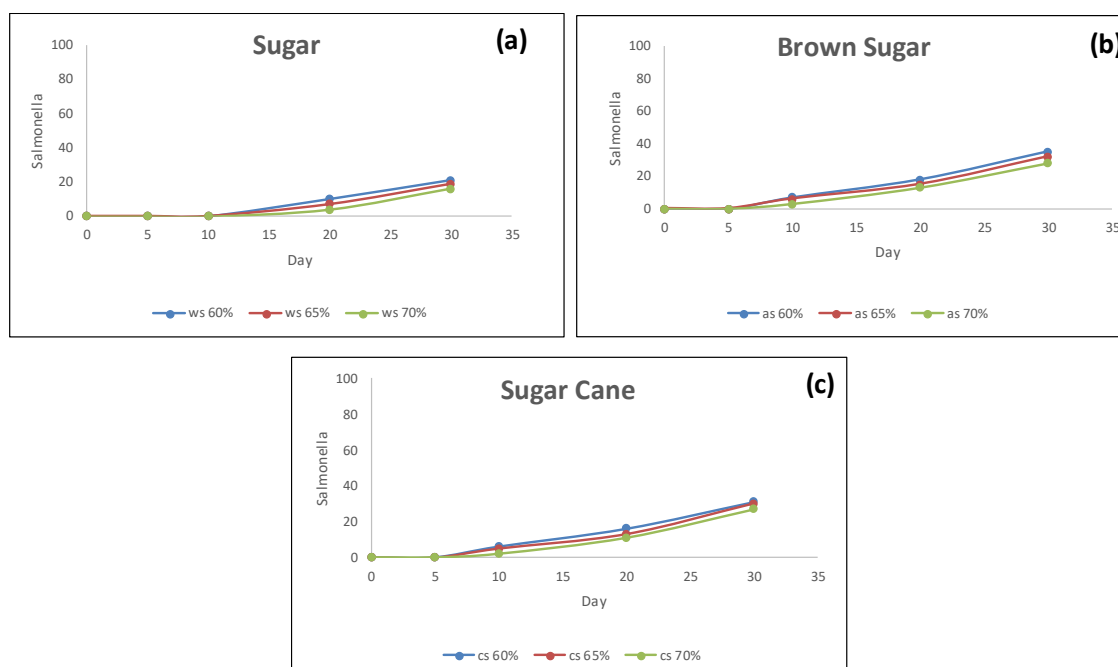 Sugar
(a)
100
80
60
40
20
0
Salmonella
0 5 10 15 20 25 30 35
Day
ws 60% ws 65% ws 70%
Brown Sugar
(b)
100
80
60
40
20
0
Salmonella
0 5 10 15 20 25 30 35
Day
as 60% as 65% as 70%
Sugar Cane
(c)
100
80
60
40
20
0
Salmonella
0 5 10 15 20 25 30 35
Day
cs 60% cs 65% cs 70%